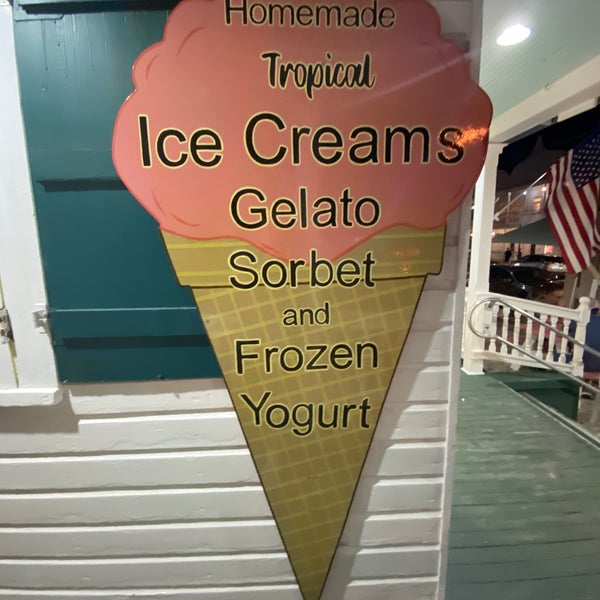 Homemade
Tropical
Ice Creams
Gelato
Sorbet
and
Frozen
Yogurt